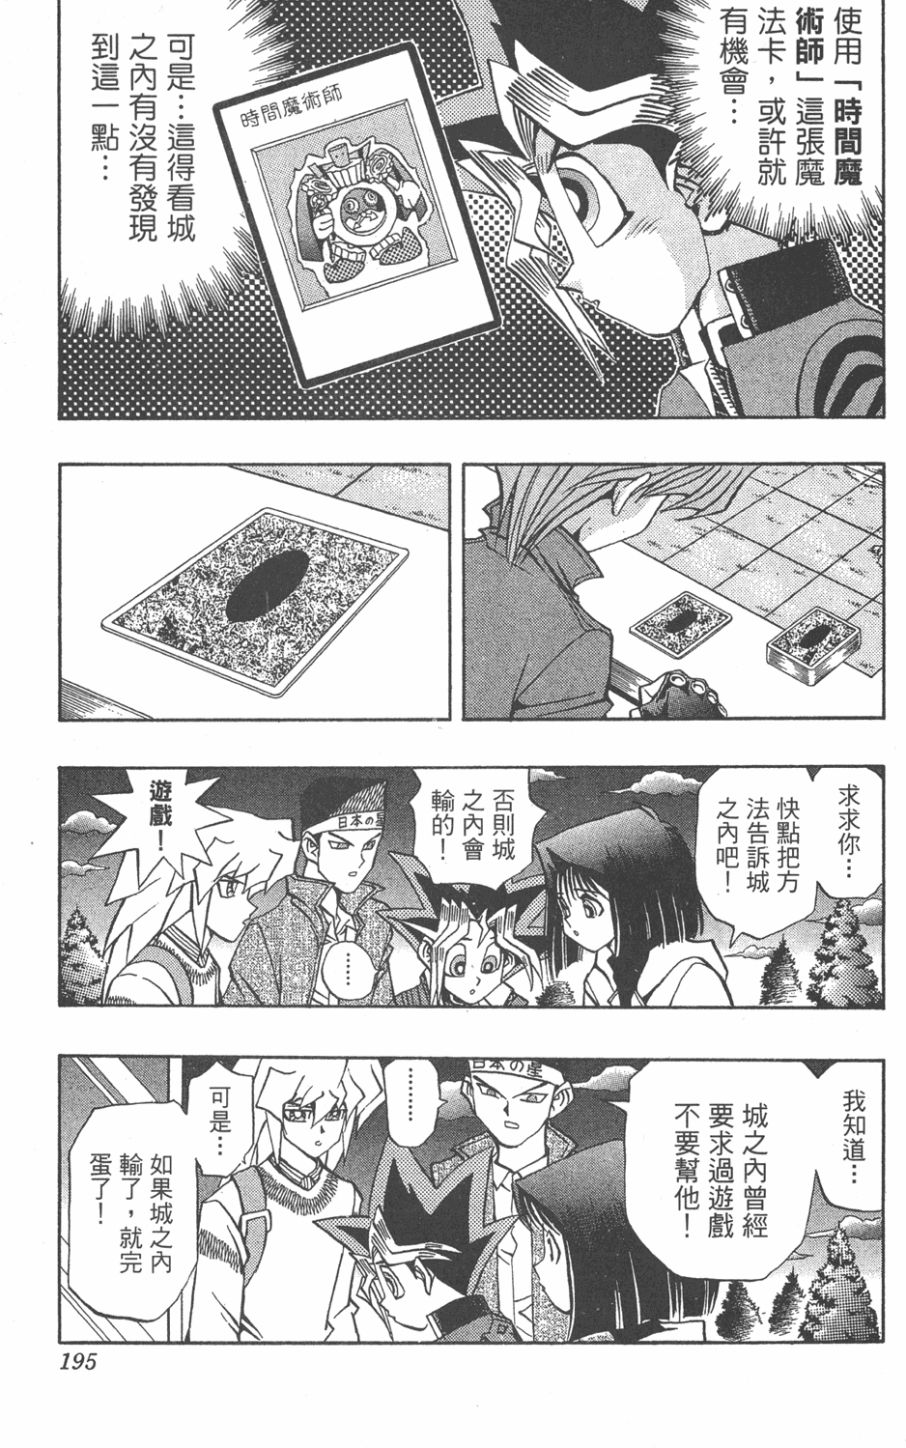 使用「時間魔
術師」這張魔
法卡，或許就
有機會…
時間魔術師
可是…這得看城
之內有沒有發現
到這一點…
求求你…
快點把方
法告訴城
之內吧！
否則城
之內會
輸的！
日本の星
……
遊戲！
我知道…
城之內曾經
要求過遊戲
不要幫他！
日本の星
………
可是…
如果城之內
輸了，就完
蛋了！
195